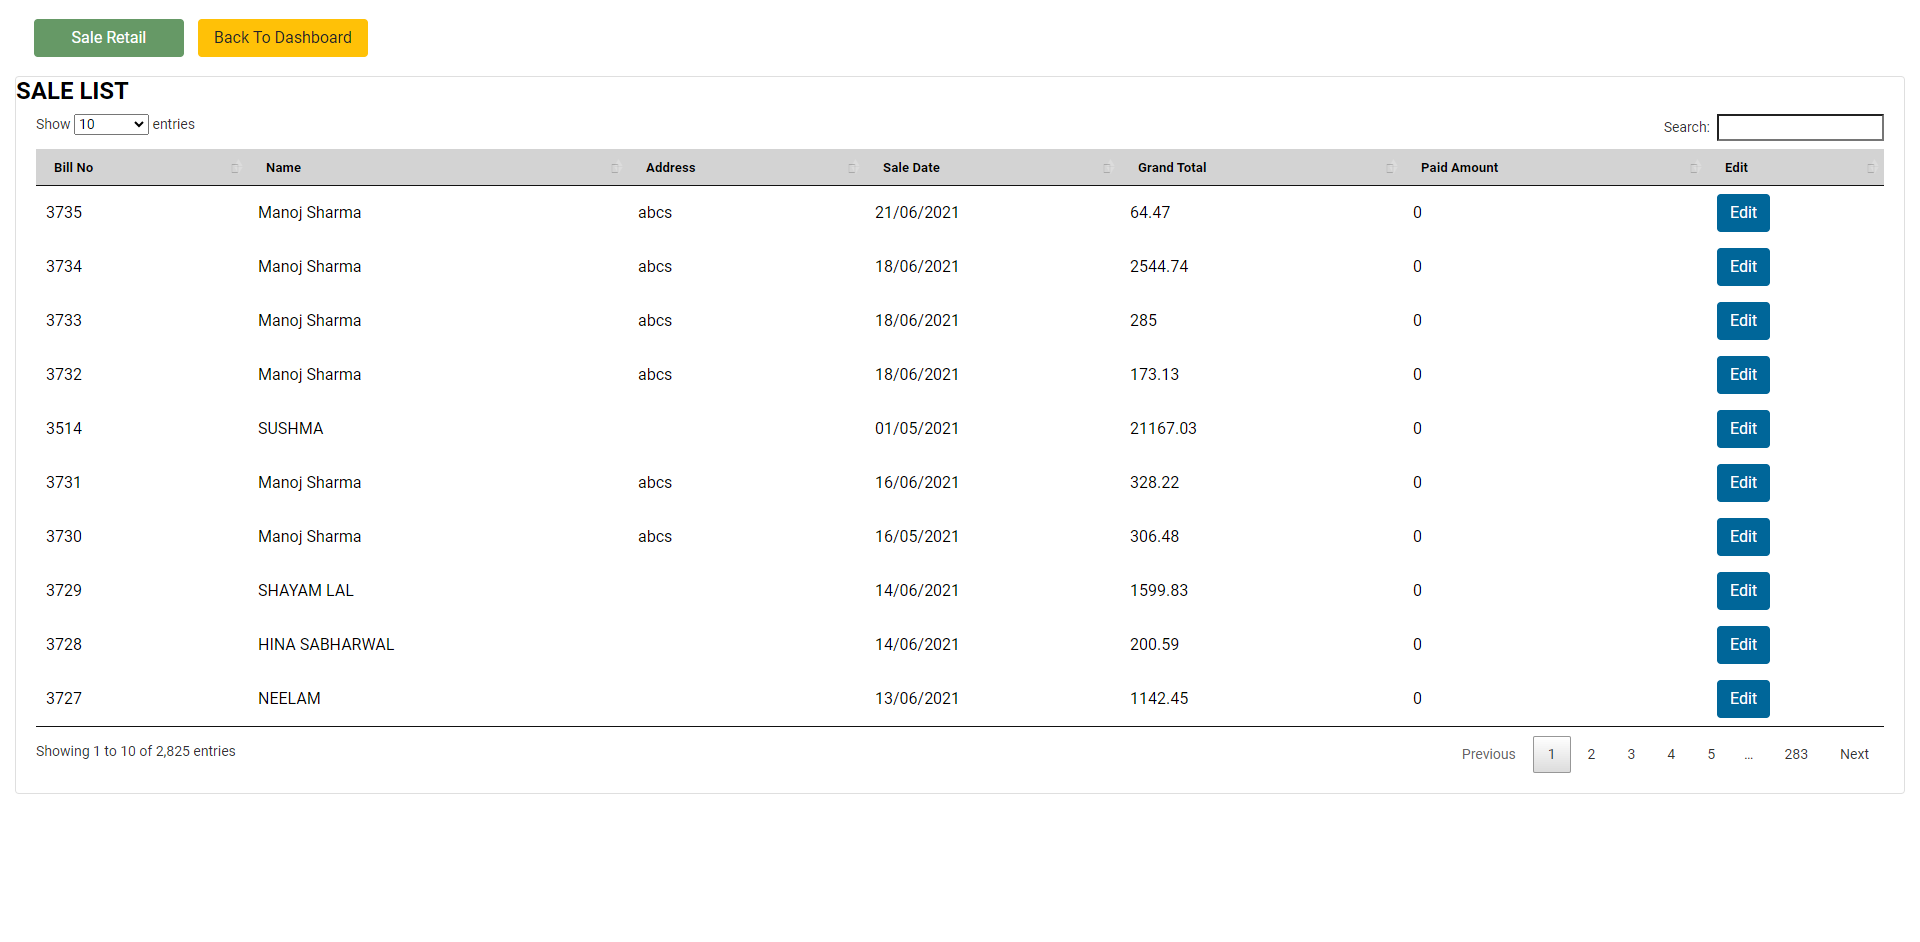 Sale Retail Back To Dashboard
SALE LIST
Show 10 entries Search:
Bill No Name Address Sale Date Grand Total Paid Amount Edit
3735 Manoj Sharma abcs 21/06/2021 64.47 0 Edit
3734 Manoj Sharma abcs 18/06/2021 2544.74 0 Edit
3733 Manoj Sharma abcs 18/06/2021 285 0 Edit
3732 Manoj Sharma abcs 18/06/2021 173.13 0 Edit
3514 SUSHMA 01/05/2021 21167.03 0 Edit
3731 Manoj Sharma abcs 16/06/2021 328.22 0 Edit
3730 Manoj Sharma abcs 16/05/2021 306.48 0 Edit
3729 SHAYAM LAL 14/06/2021 1599.83 0 Edit
3728 HINA SABHARWAL 14/06/2021 200.59 0 Edit
3727 NEELAM 13/06/2021 1142.45 0 Edit
Showing 1 to 10 of 2,825 entries Previous 1 2 3 4 5 … 283 Next